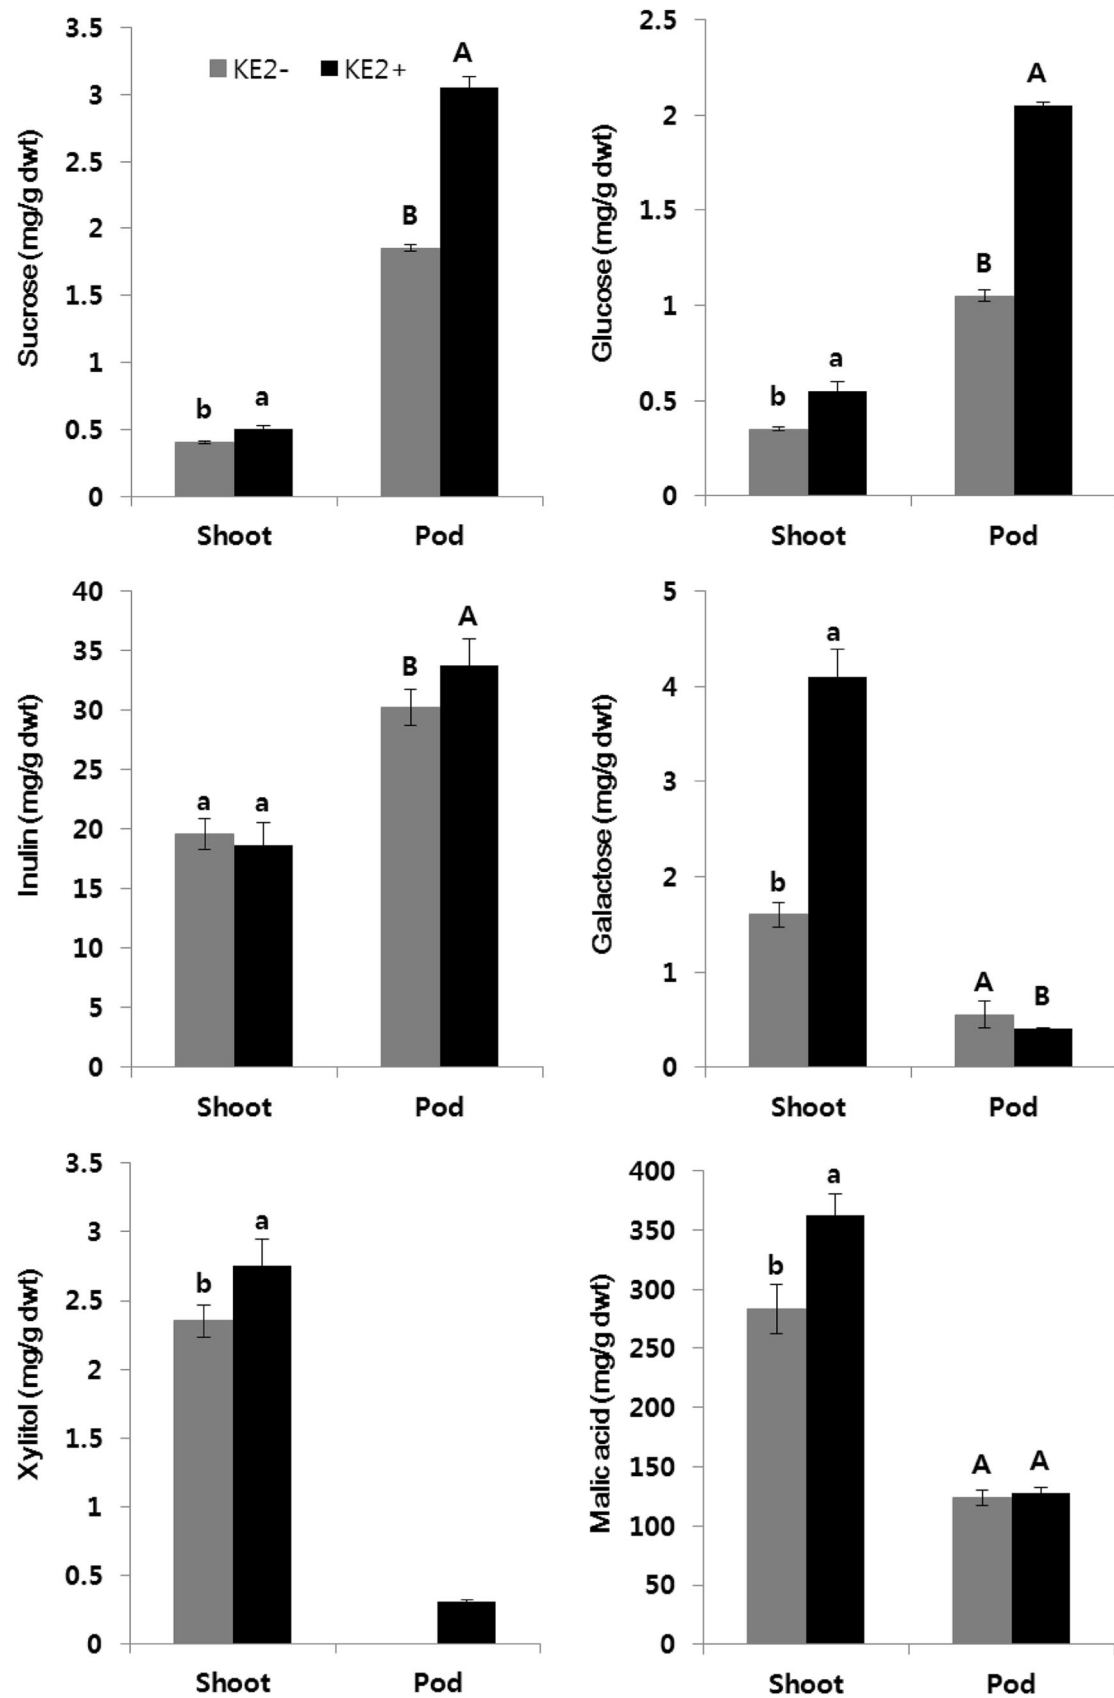 Sucrose (mg/g dwt)
3.5
3
2.5
2
1.5
1
0.5
0
KE2-
KE2+
b
a
B
A
Shoot
Pod
Glucose (mg/g dwt)
2.5
2
1.5
1
0.5
0
b
a
B
A
Shoot
Pod
Inulin (mg/g dwt)
40
35
30
25
20
15
10
5
0
a
a
B
A
Shoot
Pod
Galactose (mg/g dwt)
5
4
3
2
1
0
b
a
A
B
Shoot
Pod
Xylitol (mg/g dwt)
3.5
3
2.5
2
1.5
1
0.5
0
b
a
Shoot
Pod
Malic acid (mg/g dwt)
400
350
300
250
200
150
100
50
0
b
a
A
A
Shoot
Pod